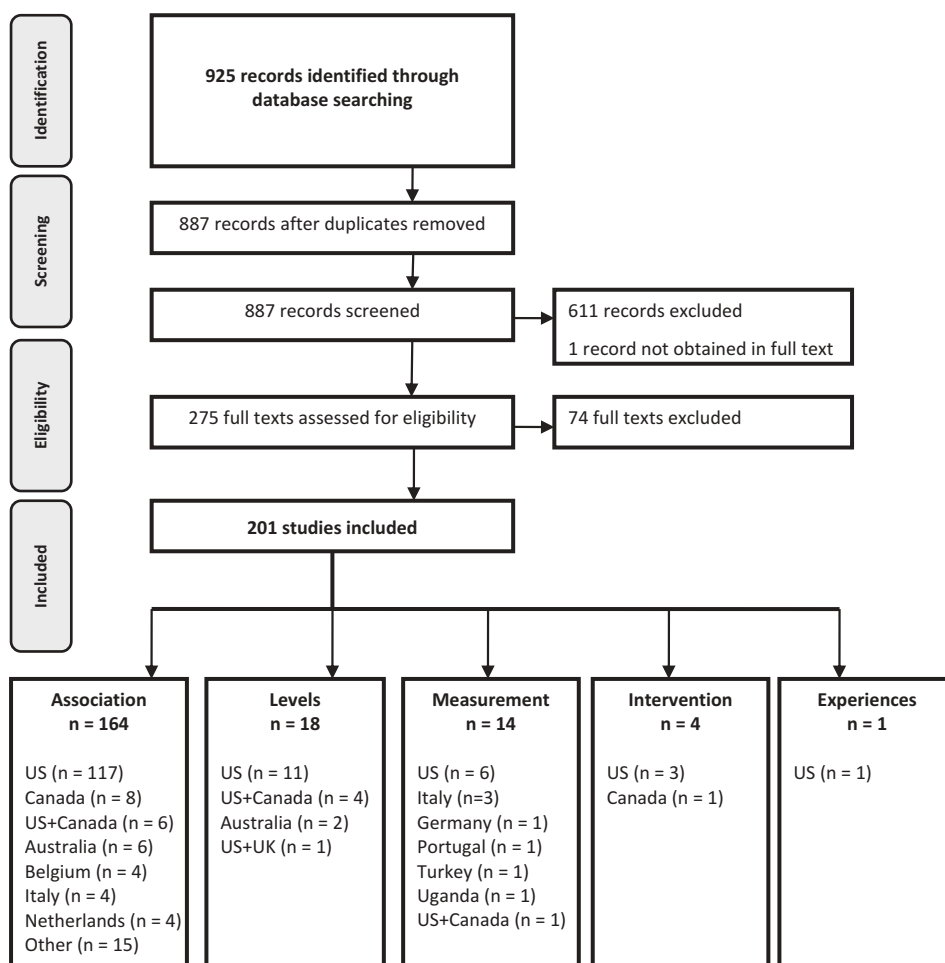 Identification
925 records identified through
database searching
Screening
887 records after duplicates removed
887 records screened
611 records excluded
1 record not obtained in full text
Eligibility
275 full texts assessed for eligibility
74 full texts excluded
Included
201 studies included
Association
n = 164
US (n = 117)
Canada (n = 8)
US+Canada (n = 6)
Australia (n = 6)
Belgium (n = 4)
Italy (n = 4)
Netherlands (n = 4)
Other (n = 15)
Levels
n = 18
US (n = 11)
US+Canada (n = 4)
Australia (n = 2)
US+UK (n = 1)
Measurement
n = 14
US (n = 6)
Italy (n=3)
Germany (n = 1)
Portugal (n = 1)
Turkey (n = 1)
Uganda (n = 1)
US+Canada (n = 1)
Intervention
n = 4
US (n = 3)
Canada (n = 1)
Experiences
n = 1
US (n = 1)